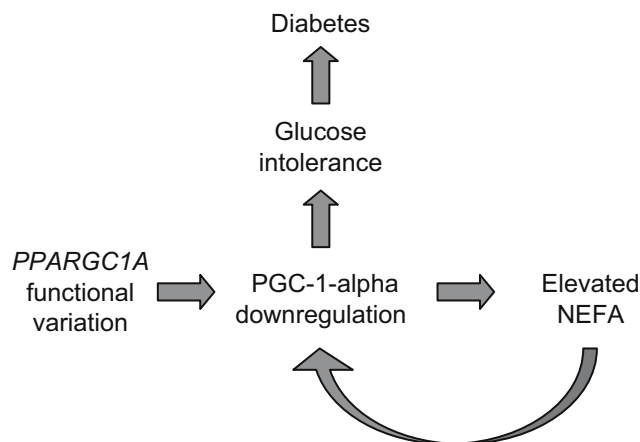 Diabetes
Glucose
intolerance
PPARGC1A
functional
variation
PGC-1-alpha
downregulation
Elevated
NEFA